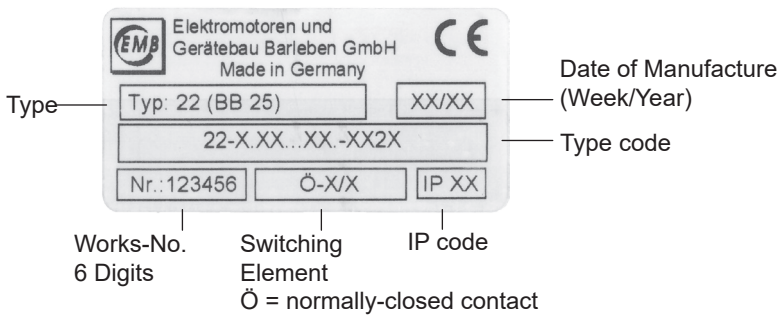 EMB
Elektromotoren und
Gerätebau Barleben GmbH
Made in Germany
CE
Type
Typ: 22 (BB 25)
XX/XX
Date of Manufacture
(Week/Year)
22-X.XX...XX.-XX2X
Type code
Nr.:123456
Ö-X/X
IP XX
Works-No.
6 Digits
Switching
Element
Ö = normally-closed contact
IP code